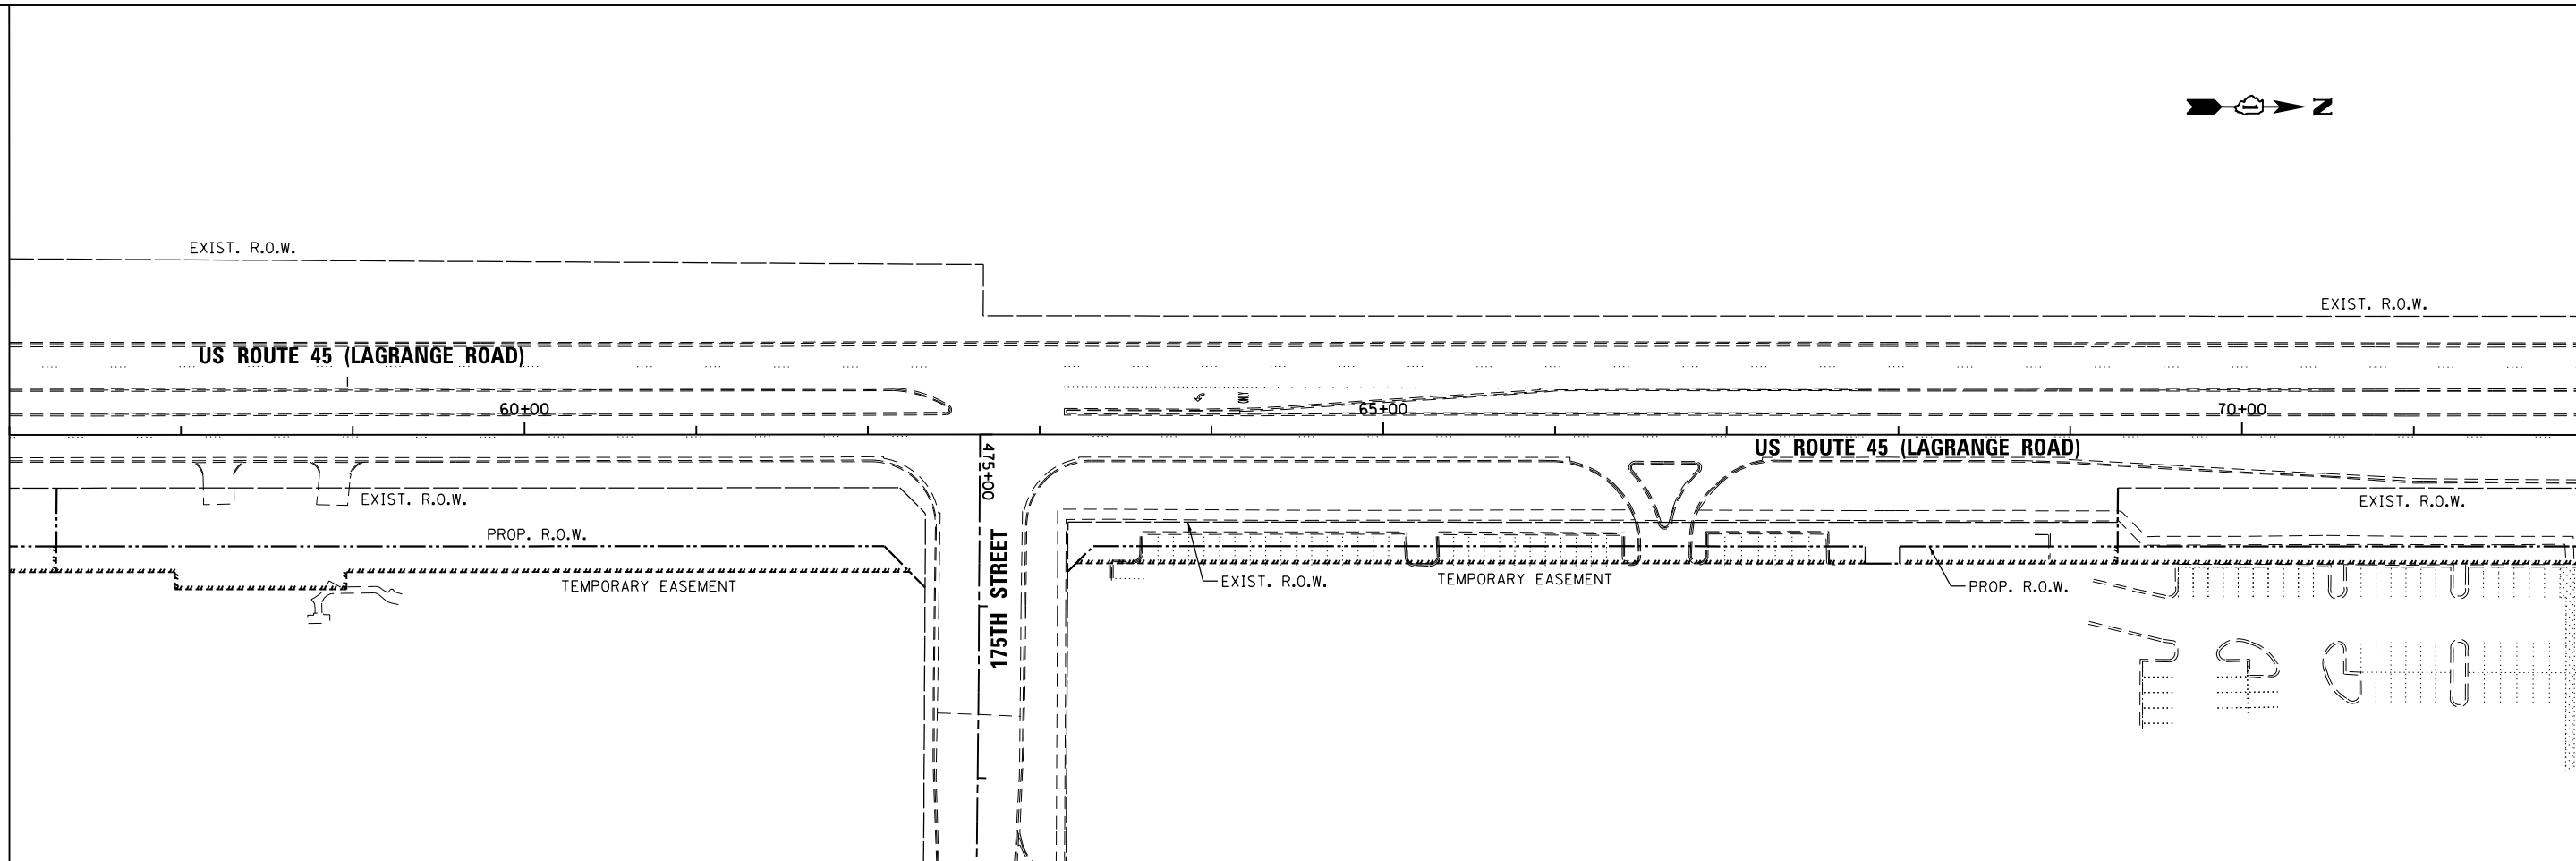 N
EXIST. R.O.W.
EXIST. R.O.W.
US ROUTE 45 (LAGRANGE ROAD)
60+00
65+00
70+00
US ROUTE 45 (LAGRANGE ROAD)
475+00
EXIST. R.O.W.
EXIST. R.O.W.
PROP. R.O.W.
175TH STREET
TEMPORARY EASEMENT
EXIST. R.O.W.
TEMPORARY EASEMENT
PROP. R.O.W.